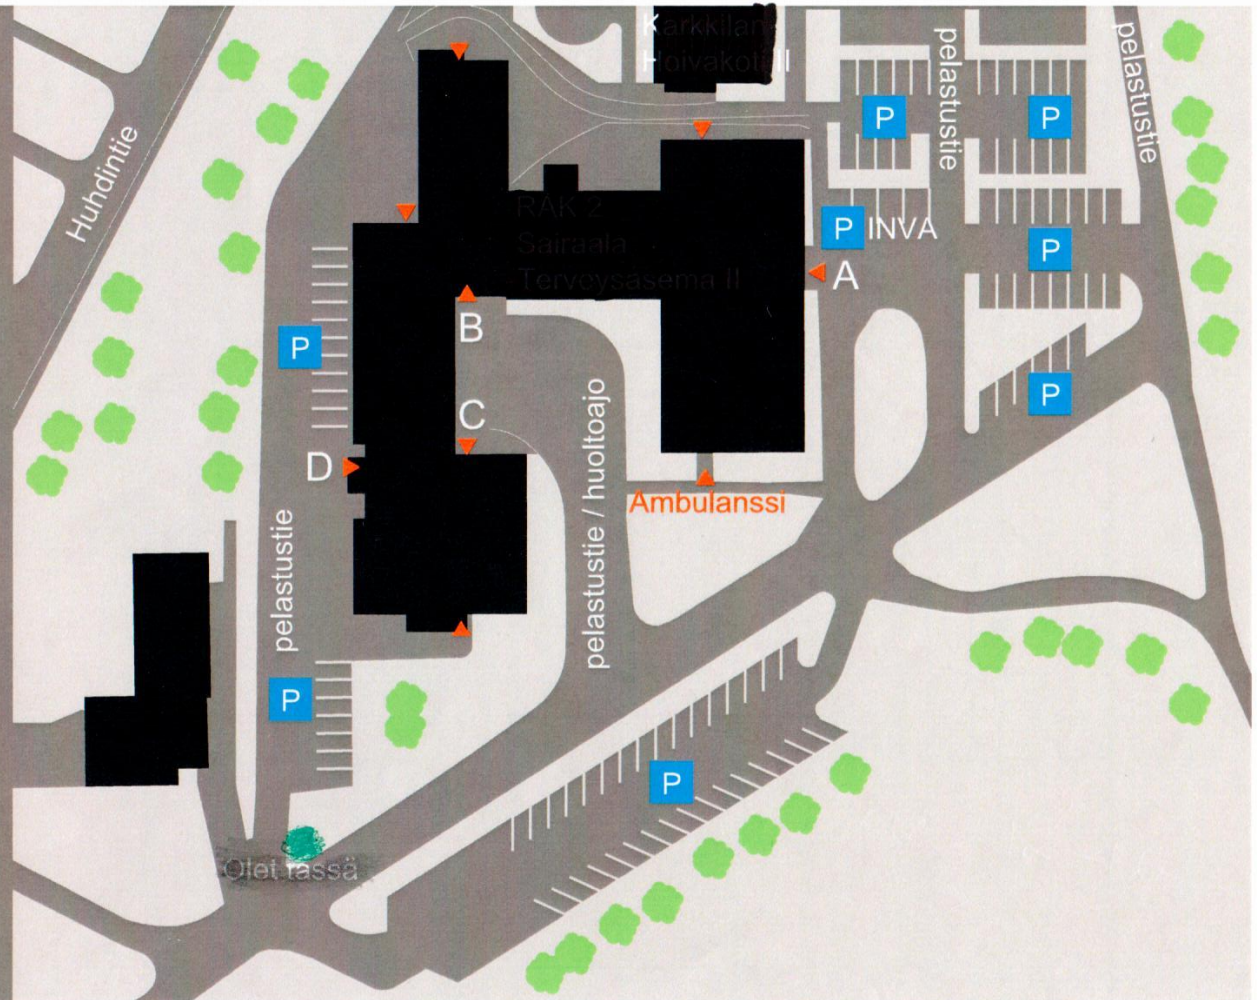 Karkkilan
Hoivakoti II
pelastustie
pelastustie
P
P
Huhdintie
RAK 2
Sairaala
Terveysasema II
P INVA
P
A
B
P
C
P
D
pelastustie / huoltoajo
Ambulanssi
pelastustie
P
P
Olet tässä